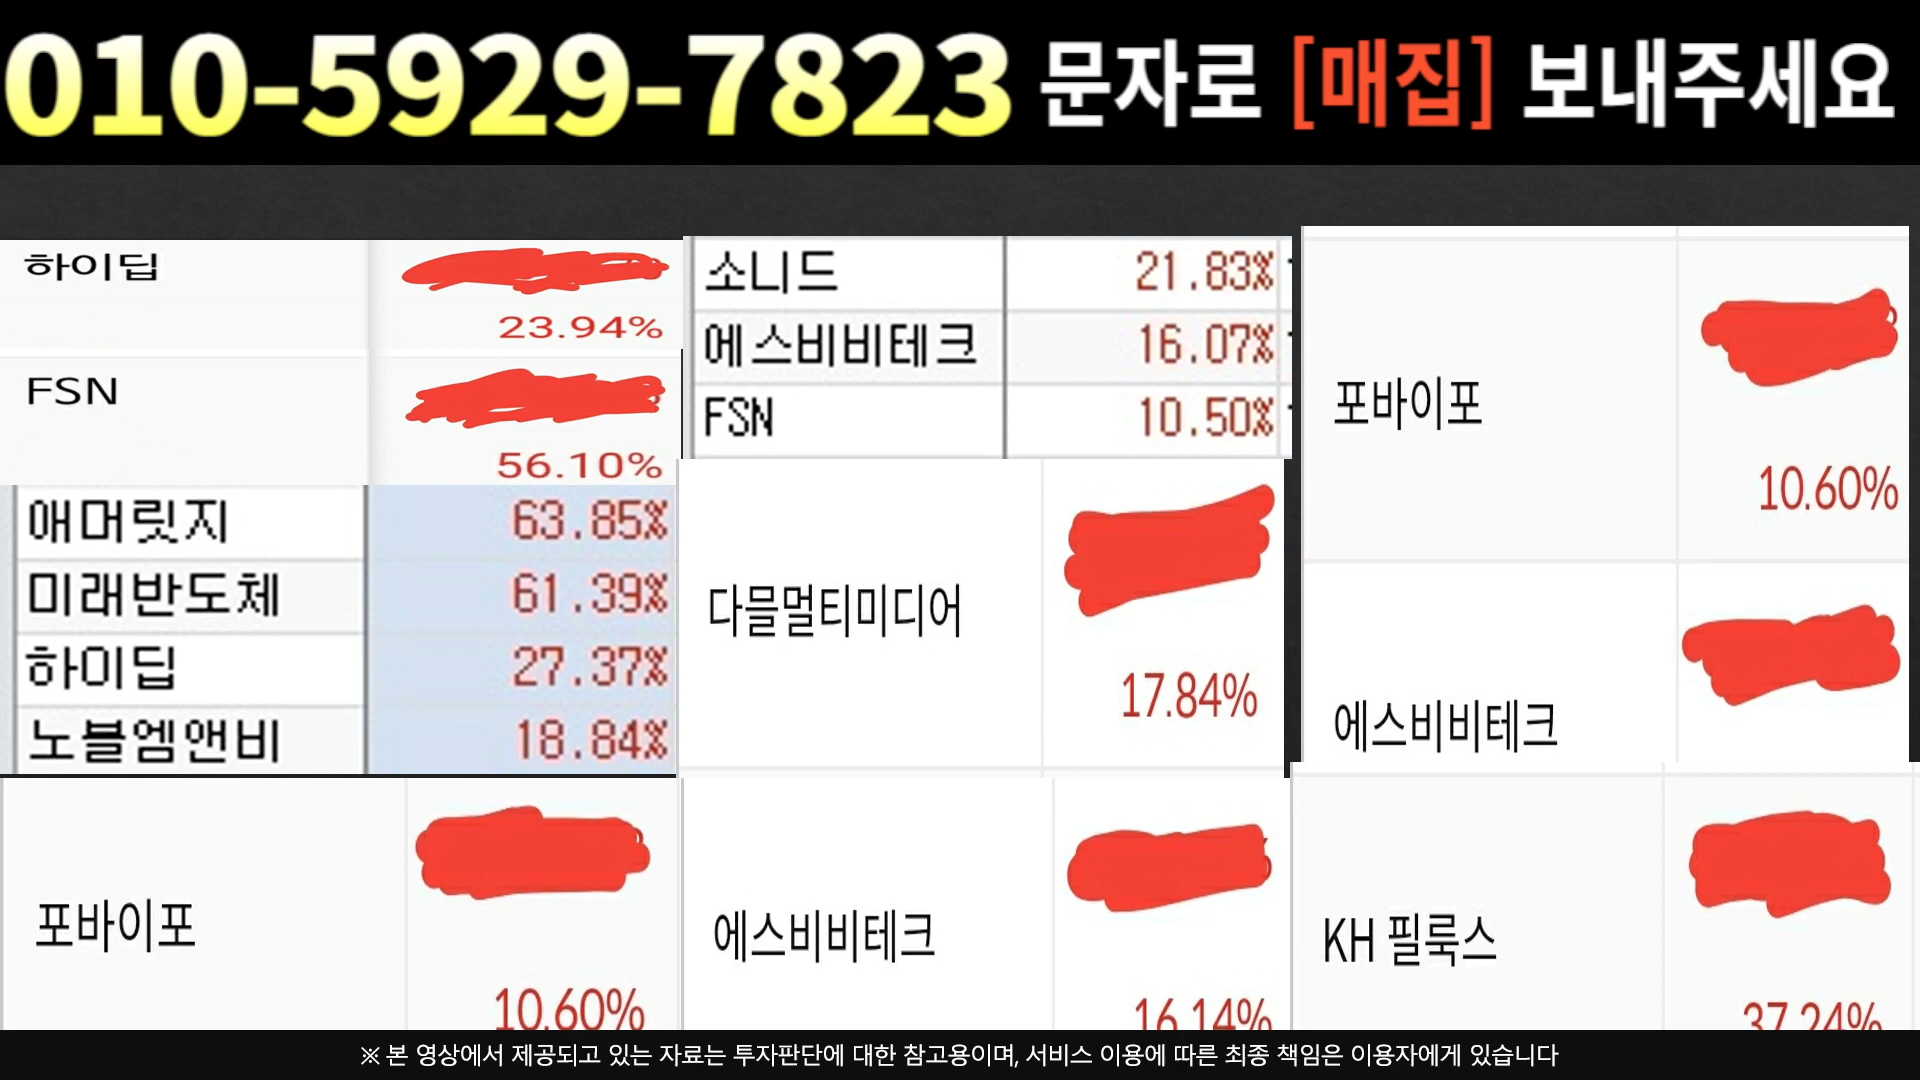 010-5929-7823 문자로 [매집] 보내주세요
하이딥
23.94%
FSN
56.10%
애머릿지 63.85%
미래반도체 61.39%
하이딥 27.37%
노블엠앤비 18.84%
소니드 21.83%
에스비비테크 16.07%
FSN 10.50%
다믈멀티미디어
17.84%
포바이포
10.60%
에스비비테크
포바이포
10.60%
에스비비테크
16.14%
KH 필룩스
37.24%
※ 본 영상에서 제공되고 있는 자료는 투자판단에 대한 참고용이며, 서비스 이용에 따른 최종 책임은 이용자에게 있습니다